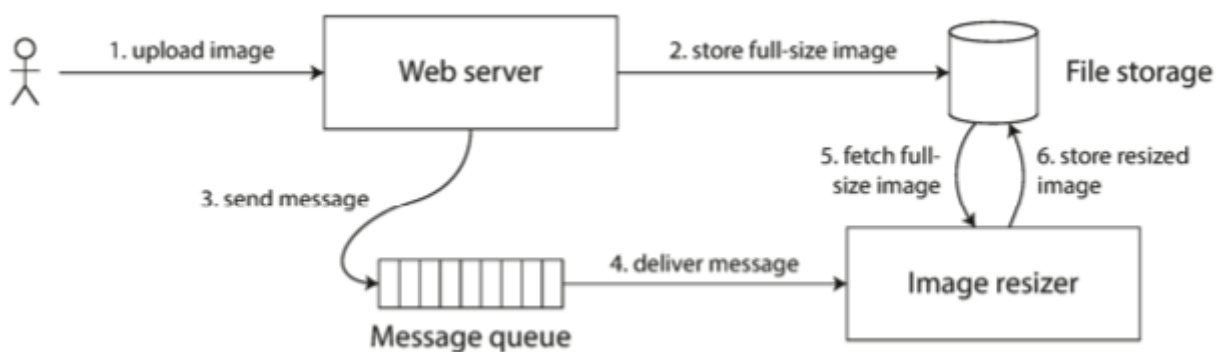 1. upload image
Web server
2. store full-size image
File storage
5. fetch full-
size image
6. store resized
image
3. send message
4. deliver message
Image resizer
Message queue